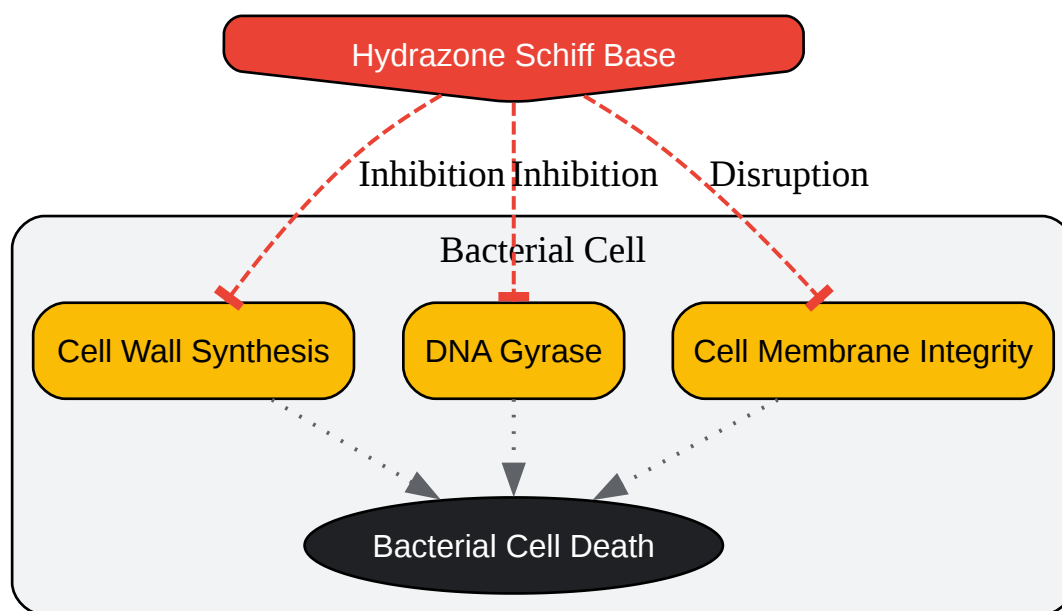 Hydrazone Schiff Base
Inhibition Inhibition Disruption
Bacterial Cell
Cell Wall Synthesis DNA Gyrase Cell Membrane Integrity
Bacterial Cell Death